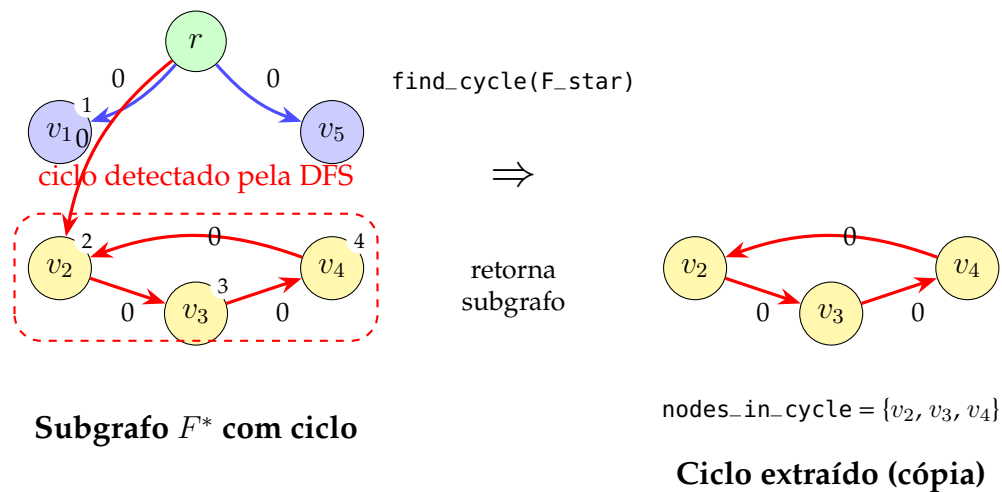 r
0
0
find_cycle(F_star)
1
v1
0
v5
ciclo detectado pela DFS
⇒
2
0
4
v2
v4
3
0
v3
0
retorna
subgrafo
0
v2
v4
0
v3
0
Subgrafo F* com ciclo
nodes_in_cycle = {v2, v3, v4}
Ciclo extraído (cópia)